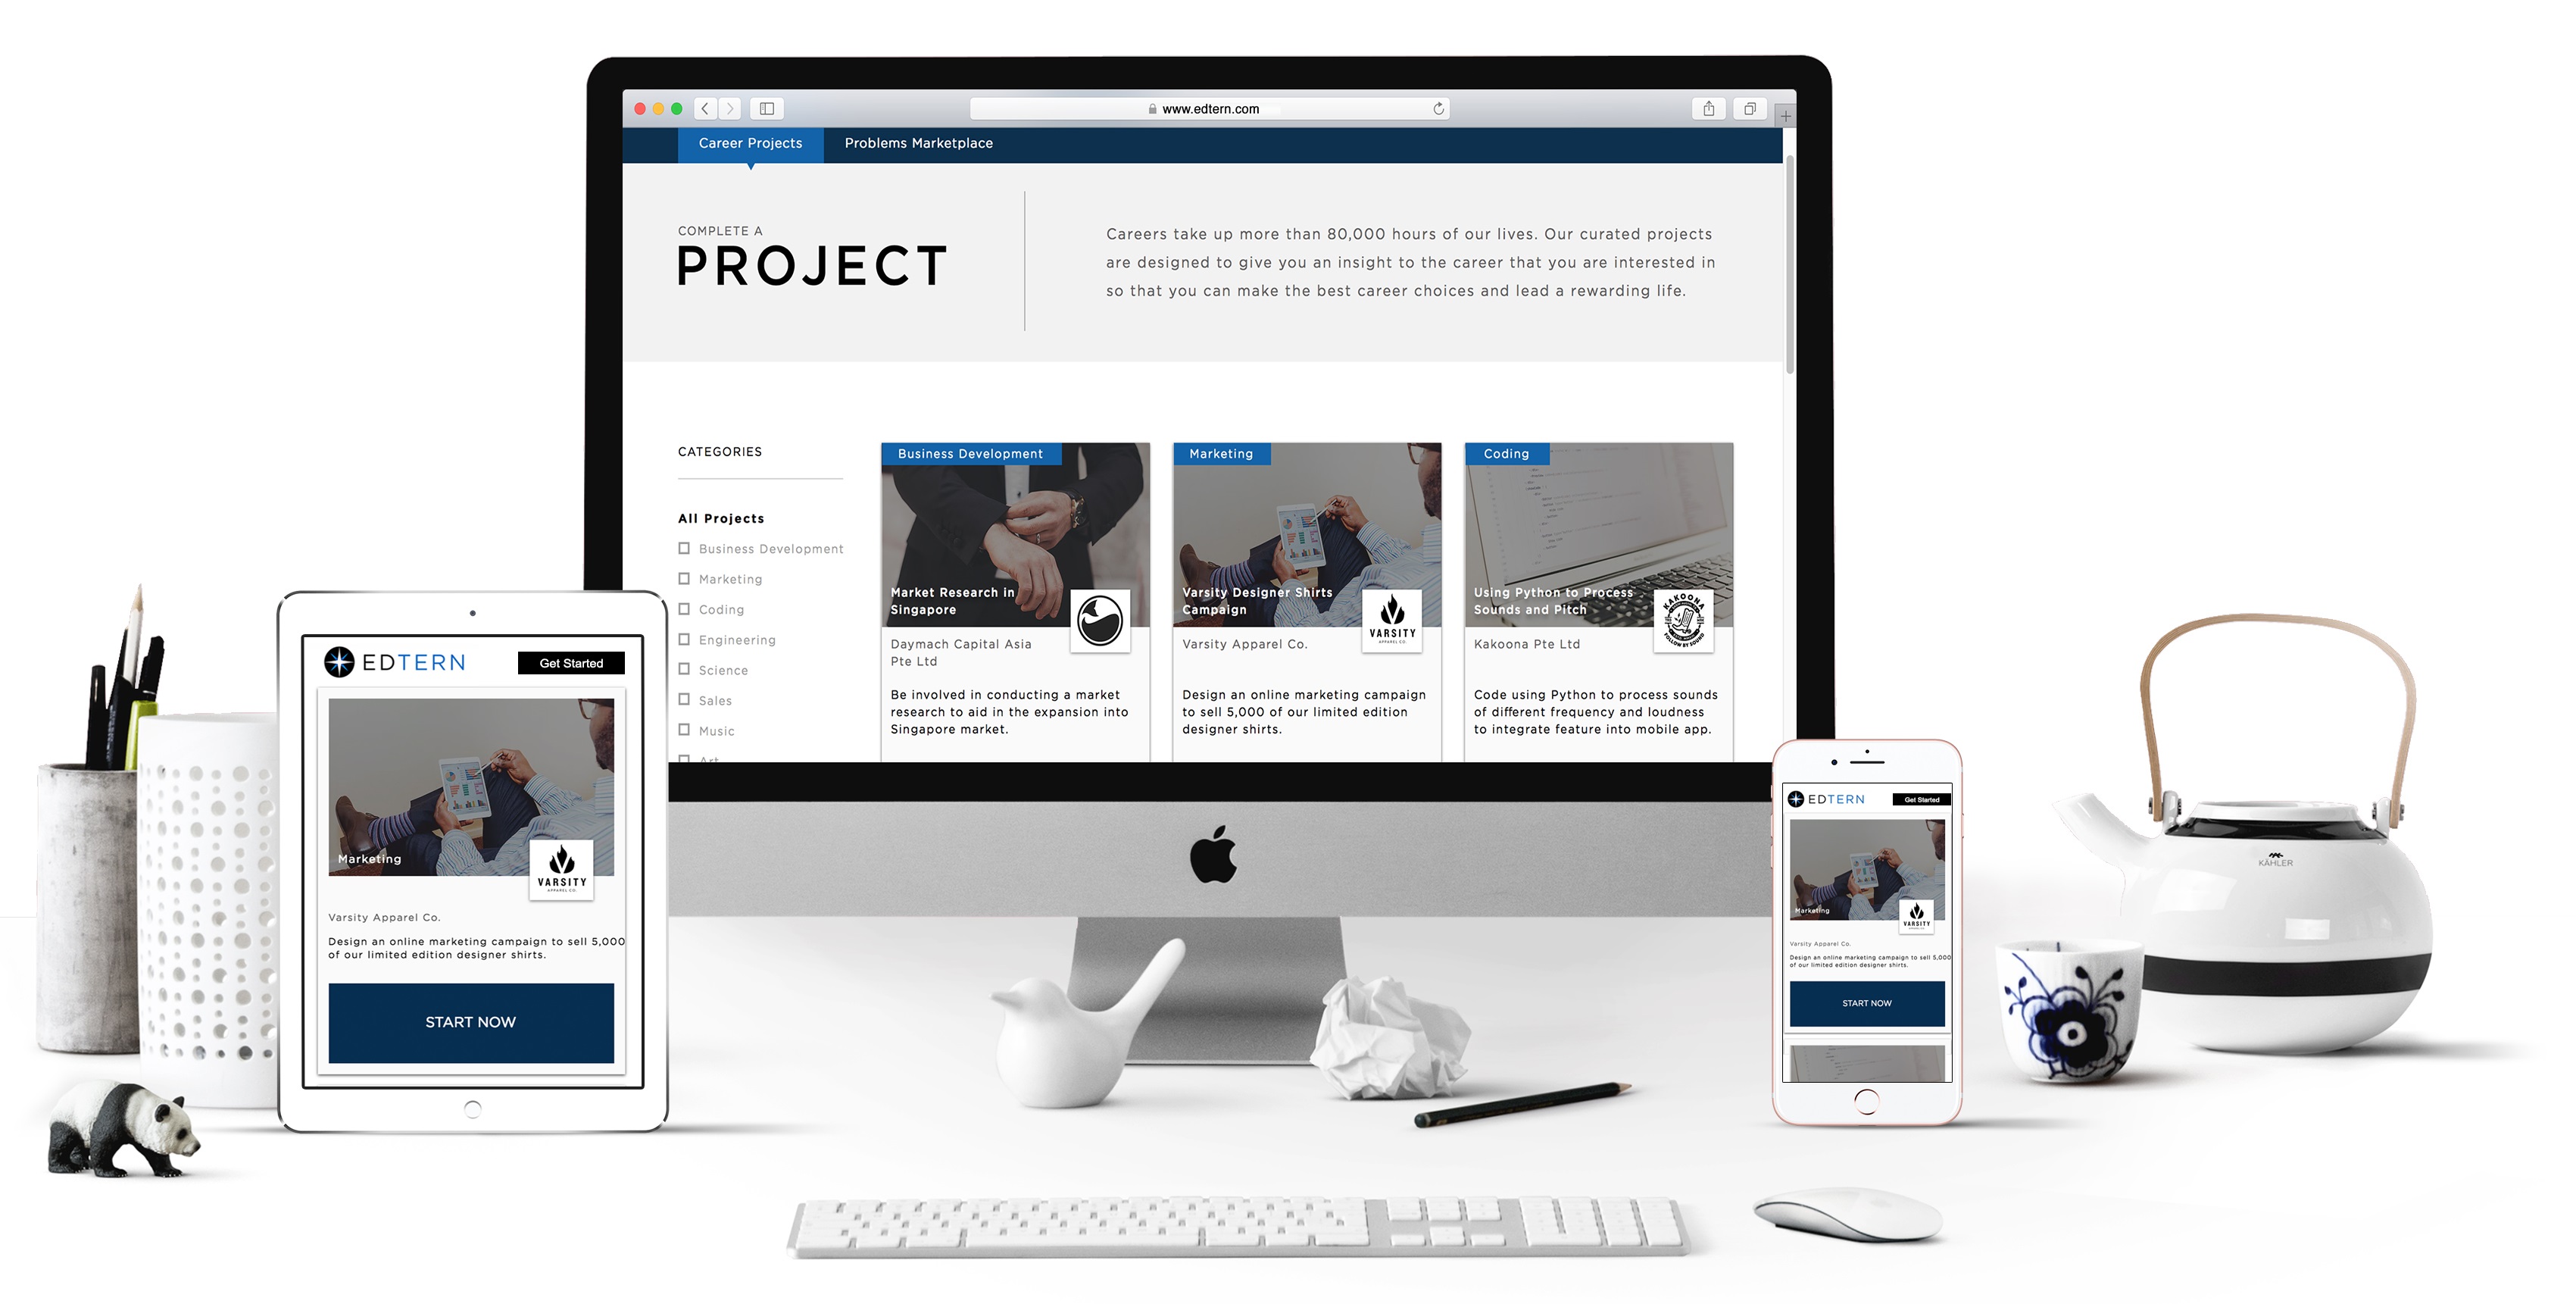 www.edtern.com
Career Projects
Problems Marketplace
COMPLETE A
PROJECT
Careers take up more than 80,000 hours of our lives. Our curated projects
are designed to give you an insight to the career that you are interested in
so that you can make the best career choices and lead a rewarding life.
CATEGORIES
All Projects
Business Development
Marketing
Coding
Engineering
Science
Sales
Music
Art
Business Development
Market Research in
Singapore
Daymach Capital Asia
Pte Ltd
Be involved in conducting a market
research to aid in the expansion into
Singapore market.
Marketing
Varsity Designer Shirts
Campaign
VARSITY
APPAREL CO.
Varsity Apparel Co.
Design an online marketing campaign
to sell 5,000 of our limited edition
designer shirts.
Coding
Using Python to Process
Sounds and Pitch
KAKOONA
FOLLOW BY SOUND
Kakoona Pte Ltd
Code using Python to process sounds
of different frequency and loudness
to integrate feature into mobile app.
EDTERN
Get Started
Marketing
VARSITY
APPAREL CO.
Varsity Apparel Co.
Design an online marketing campaign to sell 5,000
of our limited edition designer shirts.
START NOW
EDTERN
Get Started
Marketing
VARSITY
APPAREL CO.
Varsity Apparel Co.
Design an online marketing campaign to sell 5,000
of our limited edition designer shirts.
START NOW
KÄHLER